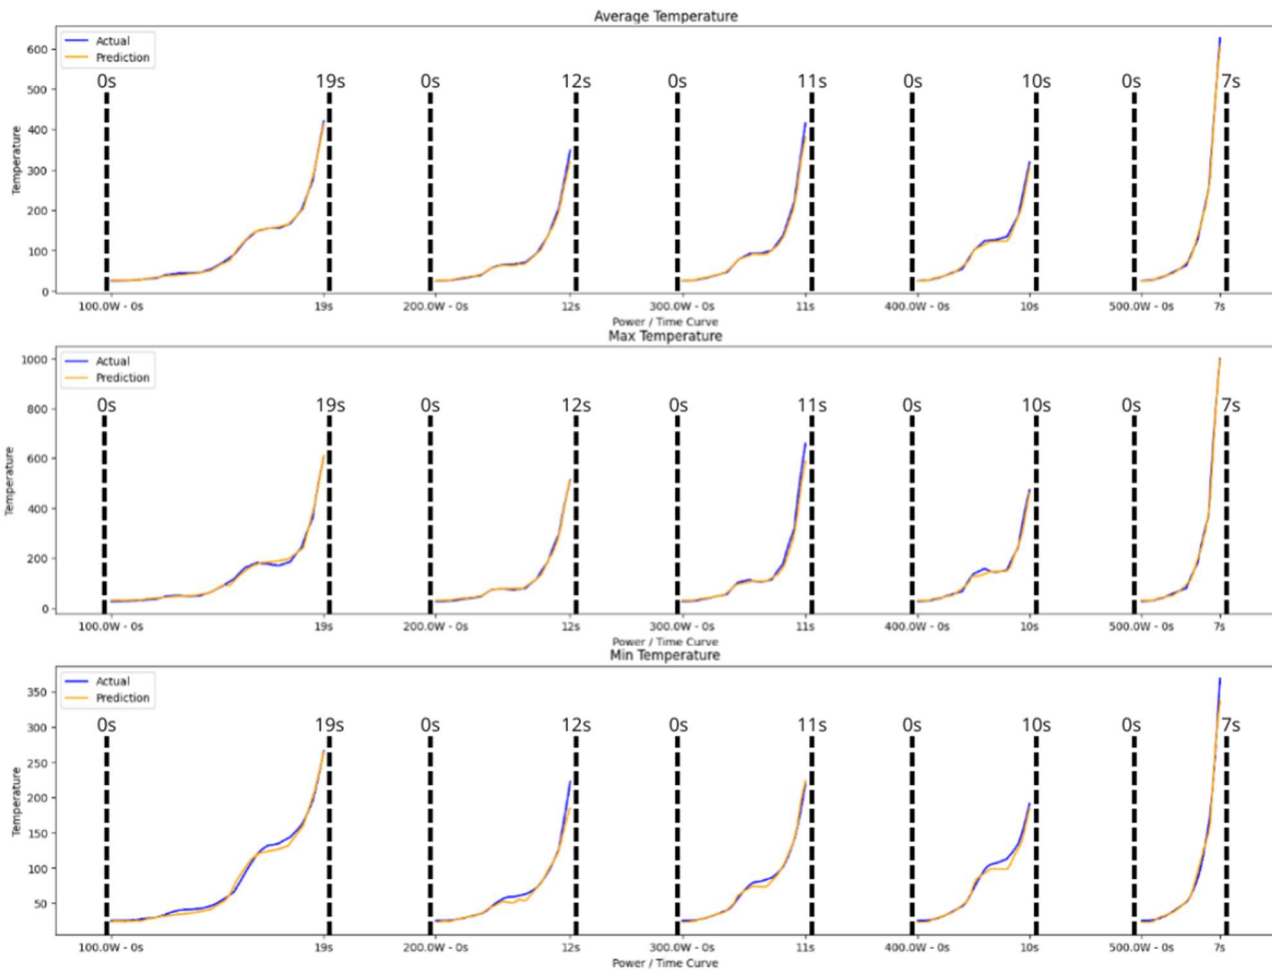 Average Temperature
Actual
Prediction
0s 19s 0s 12s 0s 11s 0s 10s 0s 7s
600
500
400
300
200
100
0
Temperature
100.0W - 0s 19s 200.0W - 0s 12s 300.0W - 0s 11s 400.0W - 0s 10s 500.0W - 0s 7s
Power / Time Curve
Max Temperature
Actual
Prediction
0s 19s 0s 12s 0s 11s 0s 10s 0s 7s
1000
800
600
400
200
0
Temperature
100.0W - 0s 19s 200.0W - 0s 12s 300.0W - 0s 11s 400.0W - 0s 10s 500.0W - 0s 7s
Power / Time Curve
Min Temperature
Actual
Prediction
0s 19s 0s 12s 0s 11s 0s 10s 0s 7s
350
300
250
200
150
100
50
Temperature
100.0W - 0s 19s 200.0W - 0s 12s 300.0W - 0s 11s 400.0W - 0s 10s 500.0W - 0s 7s
Power / Time Curve